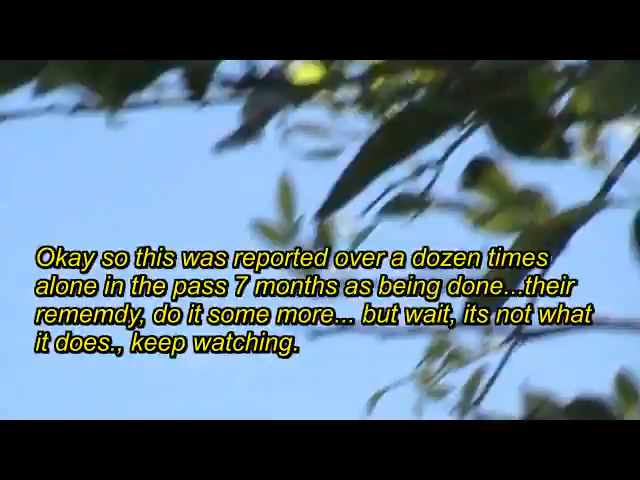 Okay so this was reported over a dozen times
alone in the pass 7 months as being done...their
rememdy, do it some more... but wait, its not what
it does., keep watching.